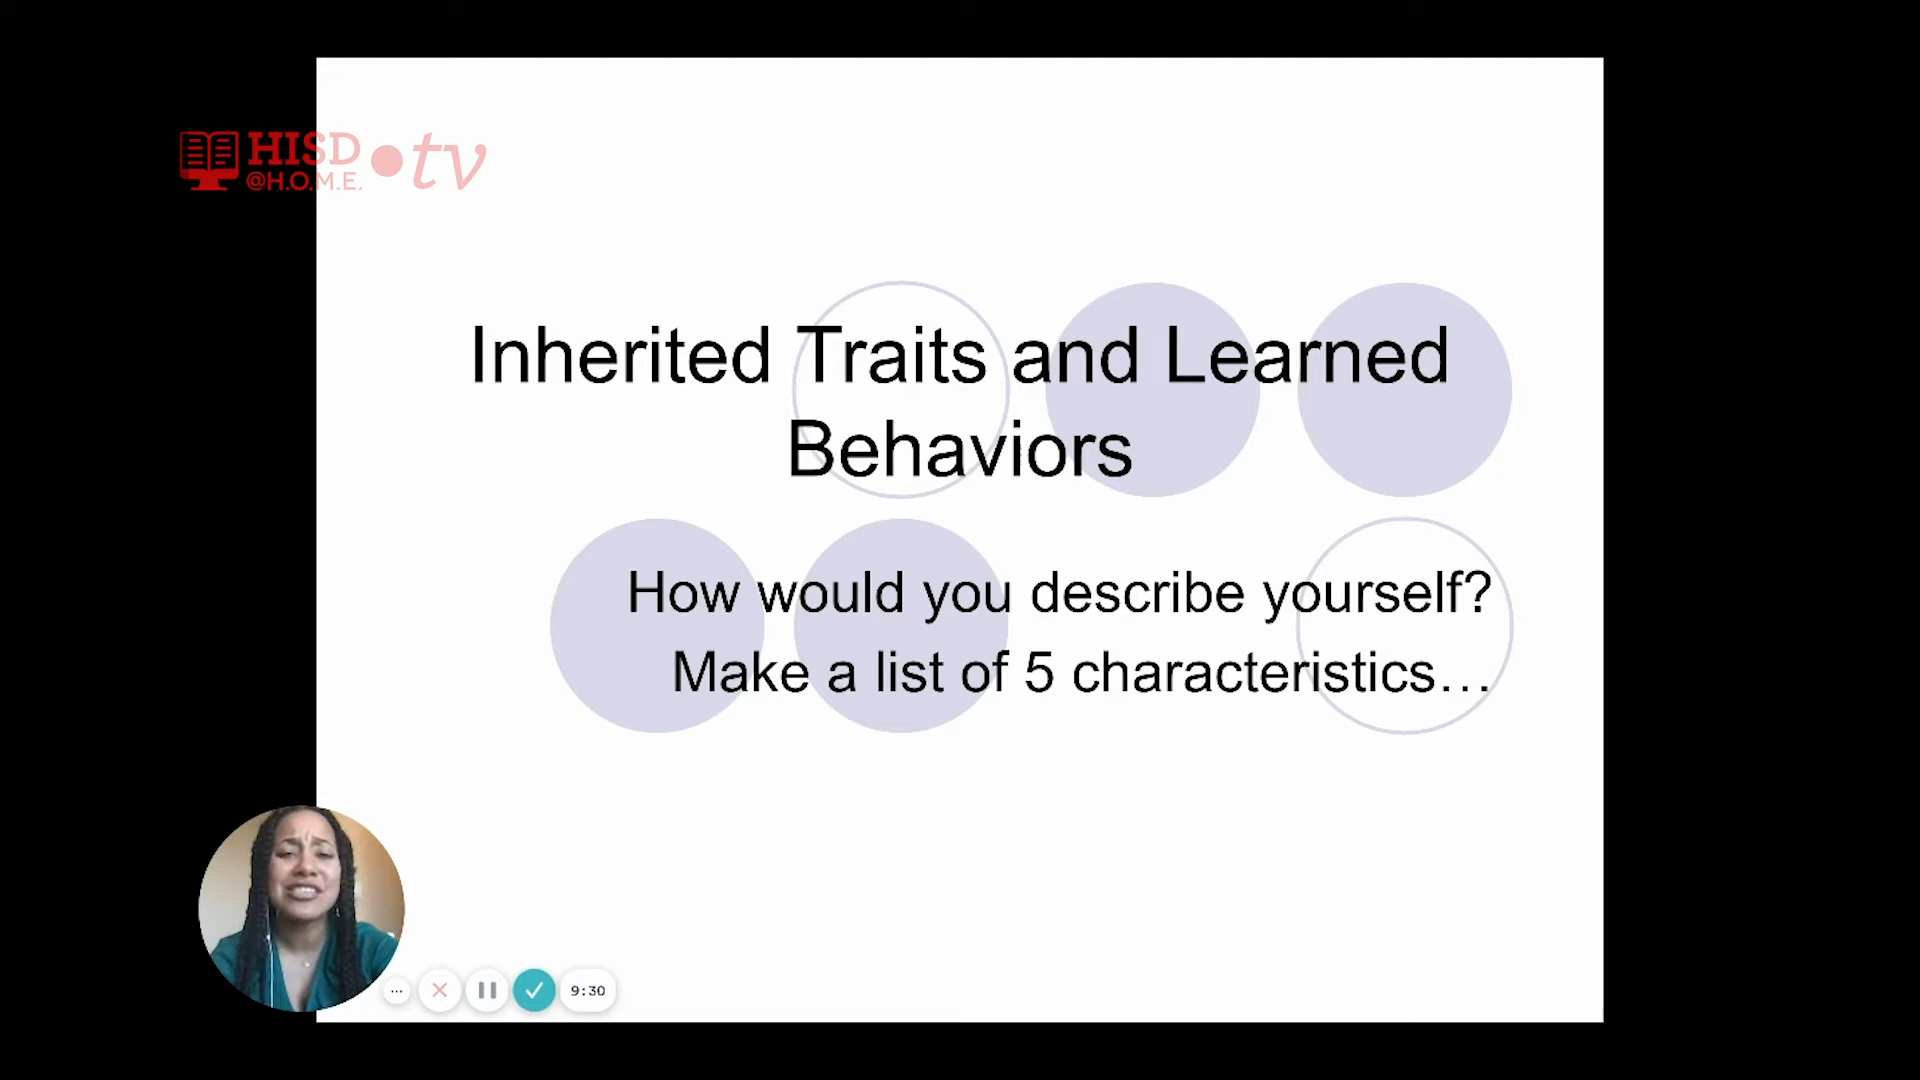 HISD
@H.O.M.E.
tv
Inherited Traits and Learned
Behaviors
How would you describe yourself?
Make a list of 5 characteristics…
9:30